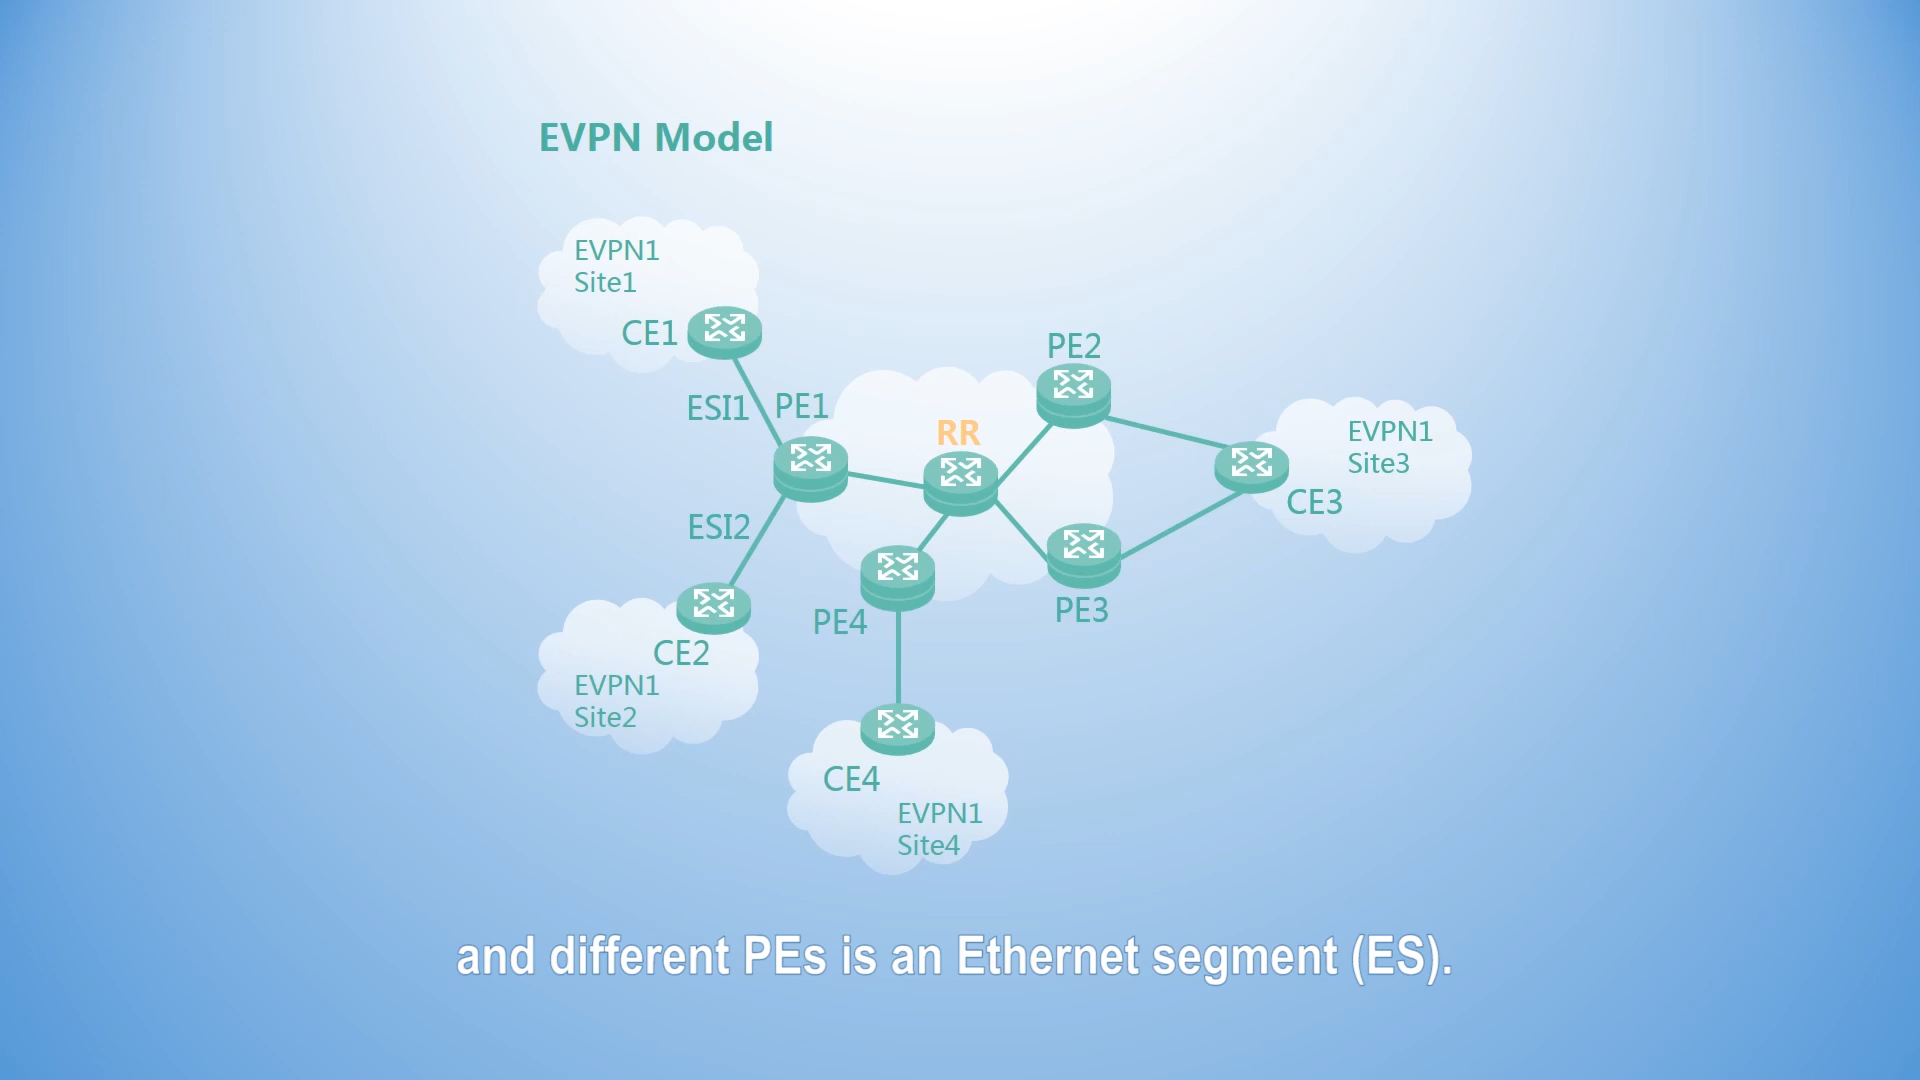 EVPN Model
EVPN1
Site1
CE1
ESI1
PE1
RR
PE2
EVPN1
Site3
CE3
ESI2
PE3
PE4
CE2
EVPN1
Site2
CE4
EVPN1
Site4
and different PEs is an Ethernet segment (ES).